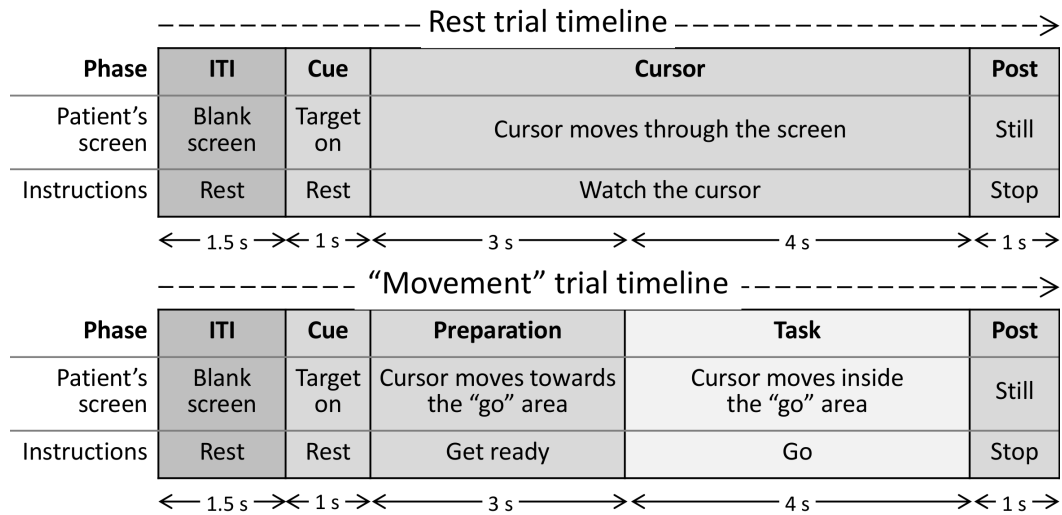 Rest trial timeline
Phase ITI Cue Cursor Post
Patient's Blank Target Cursor moves through the screen Still
screen screen on
Instructions Rest Rest Watch the cursor Stop
1.5 s 1 s 3 s 4 s 1 s
“Movement” trial timeline
Phase ITI Cue Preparation Task Post
Patient's Blank Target Cursor moves towards Cursor moves inside Still
screen screen on the “go” area the “go” area
Instructions Rest Rest Get ready Go Stop
1.5 s 1 s 3 s 4 s 1 s